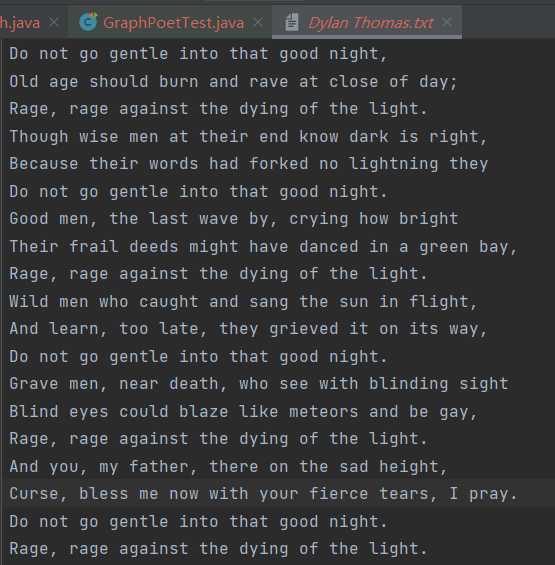 h.java
GraphPoetTest.java
Dylan Thomas.txt
Do not go gentle into that good night,
Old age should burn and rave at close of day;
Rage, rage against the dying of the light.
Though wise men at their end know dark is right,
Because their words had forked no lightning they
Do not go gentle into that good night.
Good men, the last wave by, crying how bright
Their frail deeds might have danced in a green bay,
Rage, rage against the dying of the light.
Wild men who caught and sang the sun in flight,
And learn, too late, they grieved it on its way,
Do not go gentle into that good night.
Grave men, near death, who see with blinding sight
Blind eyes could blaze like meteors and be gay,
Rage, rage against the dying of the light.
And you, my father, there on the sad height,
Curse, bless me now with your fierce tears, I pray.
Do not go gentle into that good night.
Rage, rage against the dying of the light.